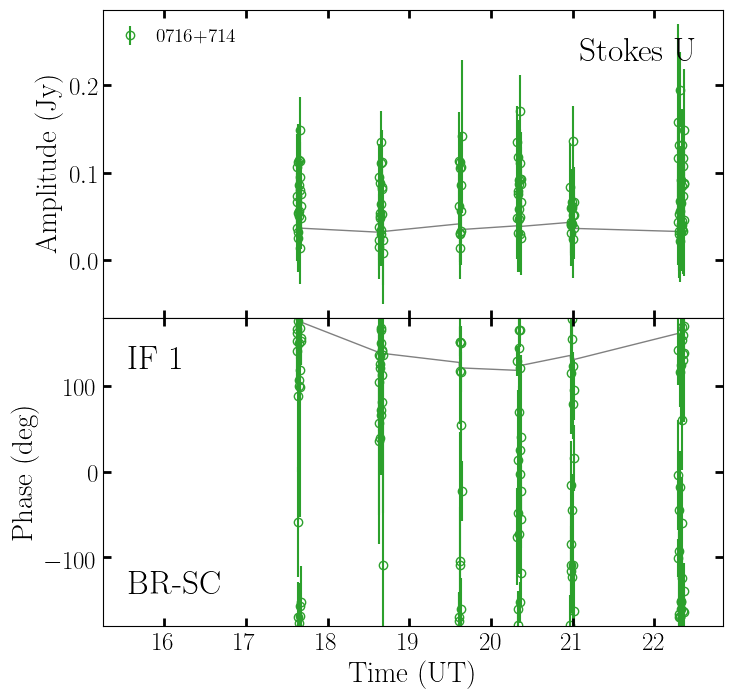 0716+714
Stokes U
Amplitude (Jy)
0.2
0.1
0.0
IF 1
Phase (deg)
100
0
−100
BR-SC
16 17 18 19 20 21 22
Time (UT)